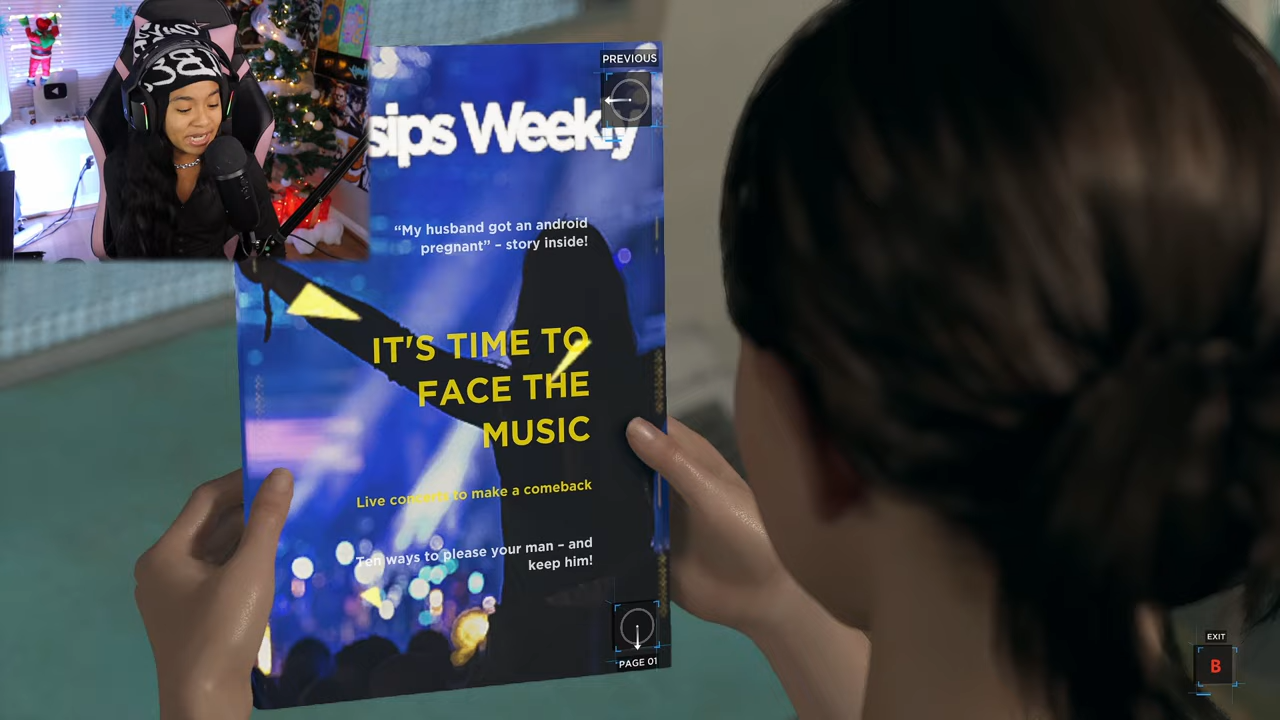 PREVIOUS
sips Weekly
“My husband got an android
pregnant” – story inside!
IT'S TIME TO
FACE THE
MUSIC
Live concerts to make a comeback
Ten ways to please your man – and
keep him!
PAGE 01
EXIT
B